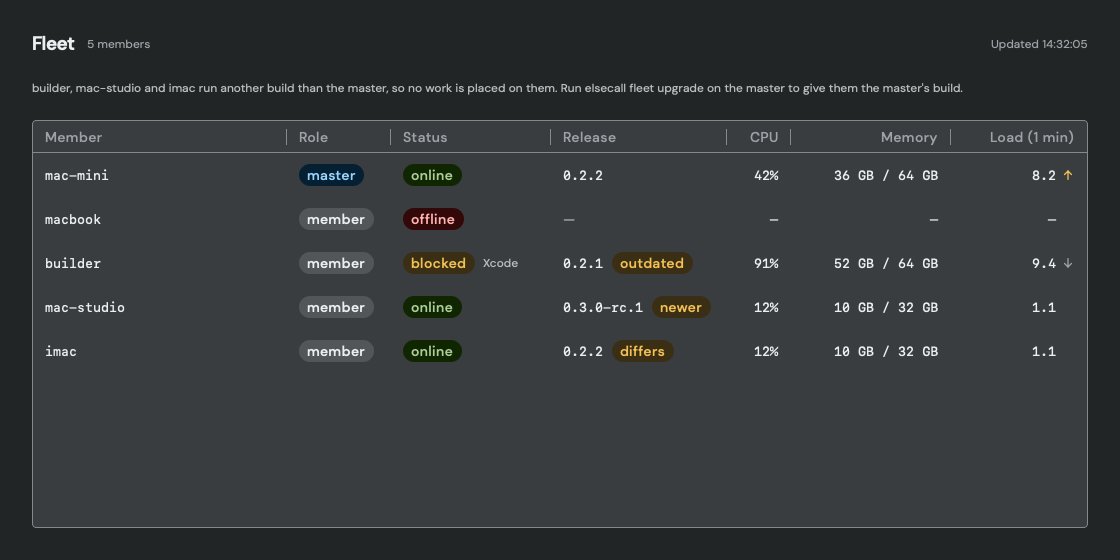 Fleet 5 members Updated 14:32:05
builder, mac-studio and imac run another build than the master, so no work is placed on them. Run elsecall fleet upgrade on the master to give them the master's build.
Member Role Status Release CPU Memory Load (1 min)
mac-mini master online 0.2.2 42% 36 GB / 64 GB 8.2 ↑
macbook member offline — — — —
builder member blocked Xcode 0.2.1 outdated 91% 52 GB / 64 GB 9.4 ↓
mac-studio member online 0.3.0-rc.1 newer 12% 10 GB / 32 GB 1.1
imac member online 0.2.2 differs 12% 10 GB / 32 GB 1.1